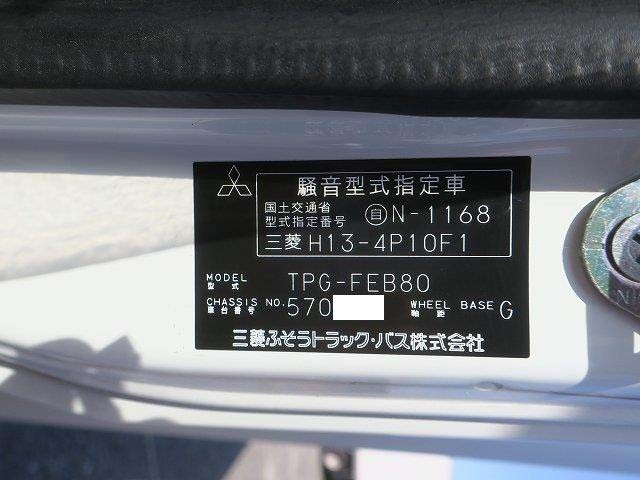 騒音型式指定車
国土交通省
型式指定番号 自N-1168
三菱 H13-4P10F1
MODEL TPG-FEB80
型式
CHASSIS NO. 570 WHEEL BASE G
車台番号 軸距
三菱ふそうトラック・バス株式会社